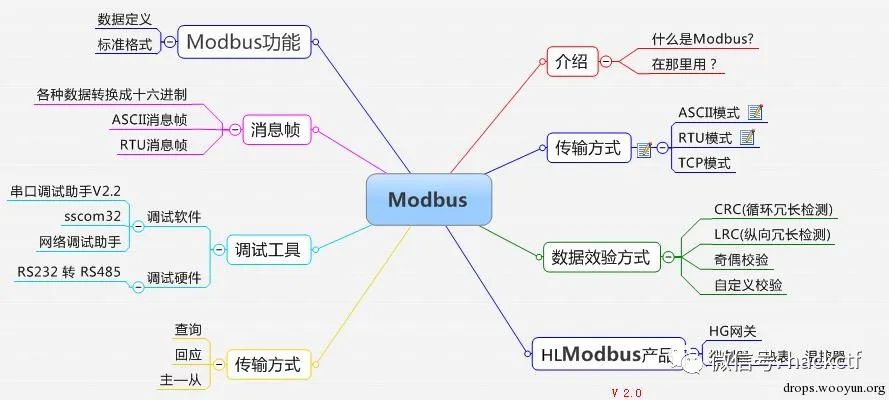 Modbus
介绍
什么是Modbus?
在那里用？
传输方式
ASCII模式
RTU模式
TCP模式
数据效验方式
CRC(循环冗长检测)
LRC(纵向冗长检测)
奇偶校验
自定义校验
HLModbus产品
HG网关
Modbus功能
数据定义
标准格式
消息帧
各种数据转换成十六进制
ASCII消息帧
RTU消息帧
调试工具
调试软件
串口调试助手V2.2
sscom32
网络调试助手
调试硬件
RS232 转 RS485
传输方式
查询
回应
主一从
V 2.0
微信号: hackctf
drops.wooyun.org